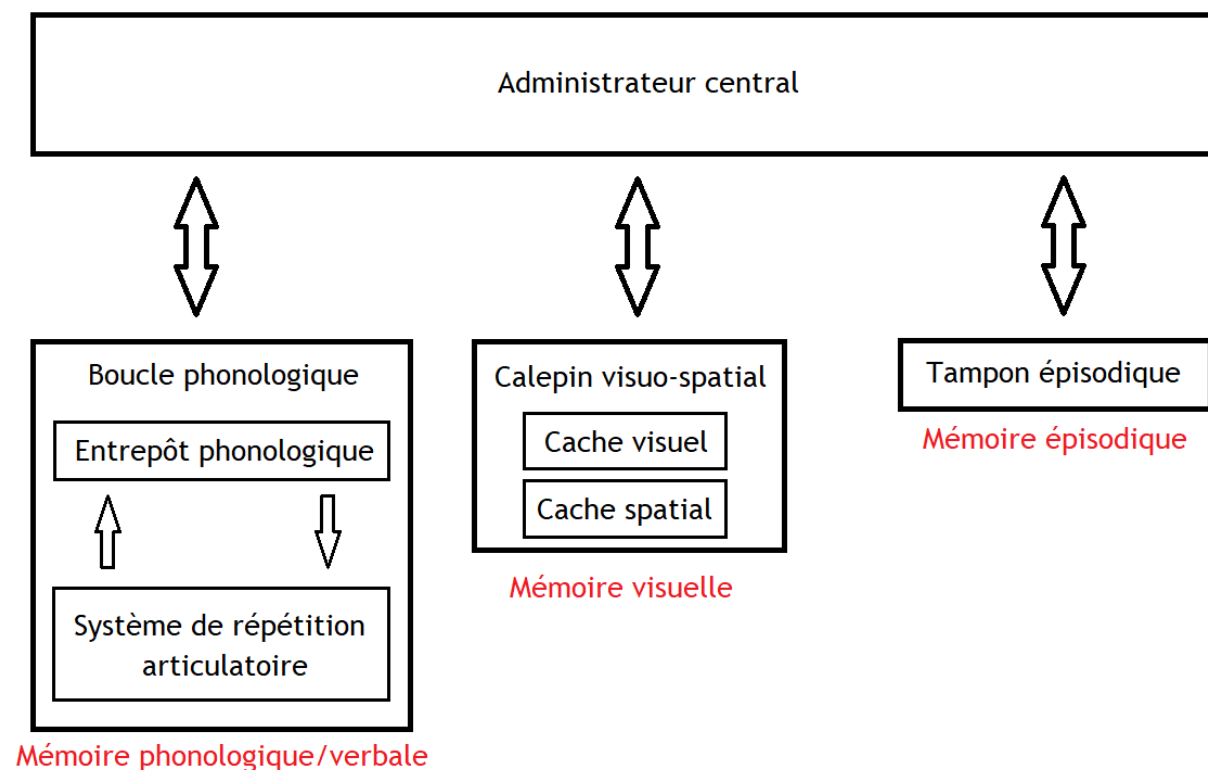 Administrateur central
Boucle phonologique
Entrepôt phonologique
Système de répétition
articulatoire
Mémoire phonologique/verbale
Calepin visuo-spatial
Cache visuel
Cache spatial
Mémoire visuelle
Tampon épisodique
Mémoire épisodique